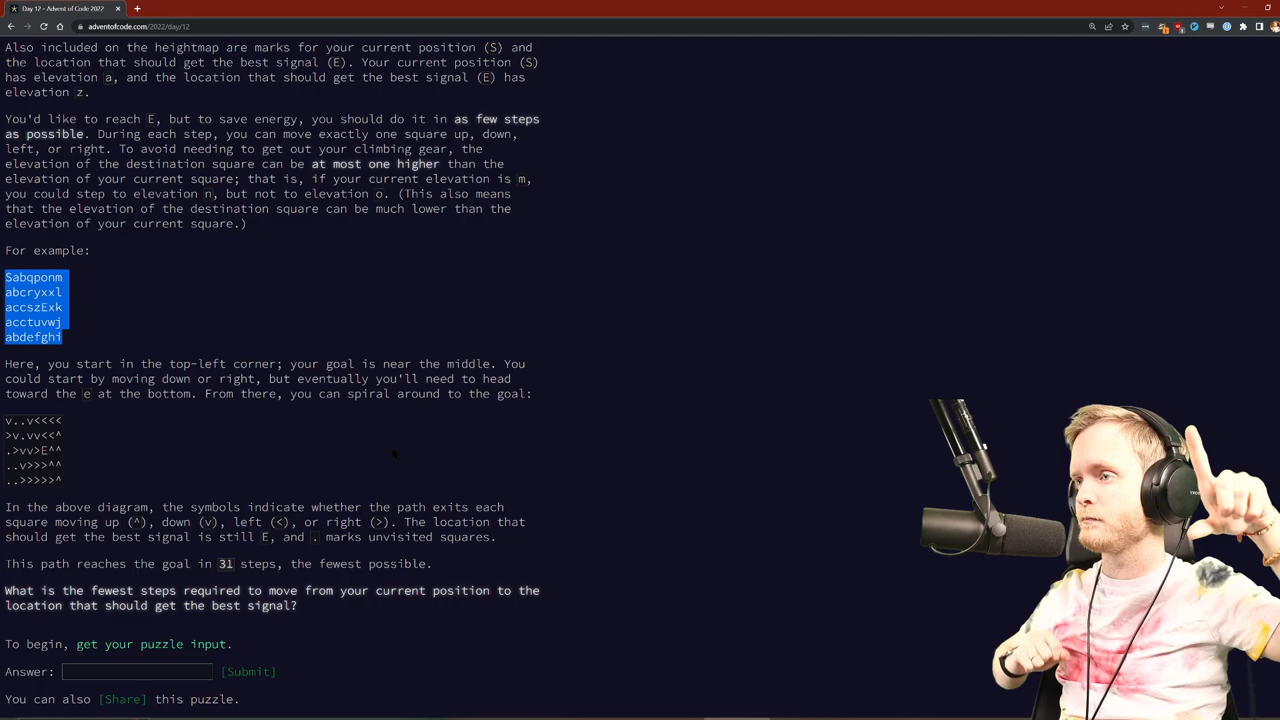 Day 12 - Advent of Code 2022
adventofcode.com/2022/day/12
Also included on the heightmap are marks for your current position (S) and
the location that should get the best signal (E). Your current position (S)
has elevation a, and the location that should get the best signal (E) has
elevation z.
You'd like to reach E, but to save energy, you should do it in as few steps
as possible. During each step, you can move exactly one square up, down,
left, or right. To avoid needing to get out your climbing gear, the
elevation of the destination square can be at most one higher than the
elevation of your current square; that is, if your current elevation is m,
you could step to elevation n, but not to elevation o. (This also means
that the elevation of the destination square can be much lower than the
elevation of your current square.)
For example:
Sabqponm
abcryxxl
accszExk
acctuvwj
abdefghi
Here, you start in the top-left corner; your goal is near the middle. You
could start by moving down or right, but eventually you'll need to head
toward the e at the bottom. From there, you can spiral around to the goal:
v..v<<<<
>v.vv<<^
.>vv>E^^
..v>>>^^
..>>>>>^
In the above diagram, the symbols indicate whether the path exits each
square moving up (^), down (v), left (<), or right (>). The location that
should get the best signal is still E, and . marks unvisited squares.
This path reaches the goal in 31 steps, the fewest possible.
What is the fewest steps required to move from your current position to the
location that should get the best signal?
To begin, get your puzzle input.
Answer: [Submit]
You can also [Share] this puzzle.